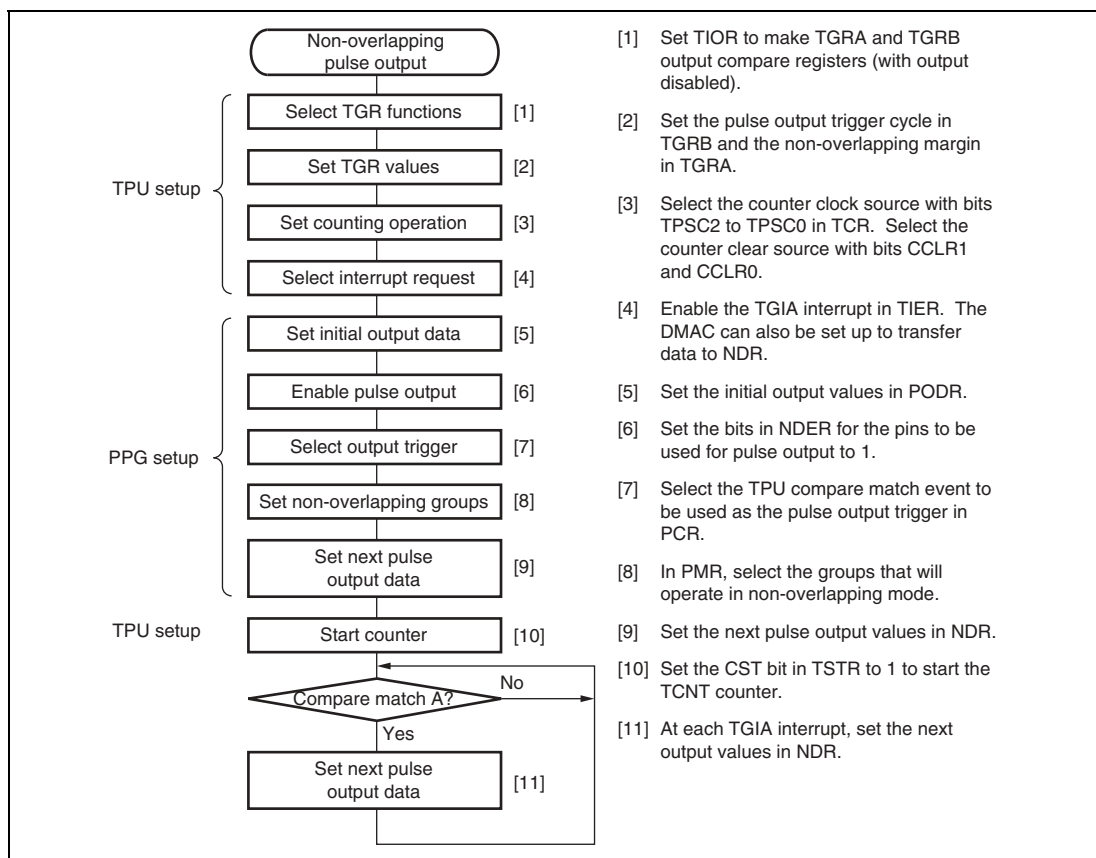 Non-overlapping
pulse output
Select TGR functions [1]
Set TGR values [2]
TPU setup
Set counting operation [3]
Select interrupt request [4]
Set initial output data [5]
Enable pulse output [6]
Select output trigger [7]
PPG setup
Set non-overlapping groups [8]
Set next pulse
output data
[9]
TPU setup
Start counter [10]
Compare match A?
No
Yes
Set next pulse
output data
[11]
[1] Set TIOR to make TGRA and TGRB
output compare registers (with output
disabled).
[2] Set the pulse output trigger cycle in
TGRB and the non-overlapping margin
in TGRA.
[3] Select the counter clock source with bits
TPSC2 to TPSC0 in TCR. Select the
counter clear source with bits CCLR1
and CCLR0.
[4] Enable the TGIA interrupt in TIER. The
DMAC can also be set up to transfer
data to NDR.
[5] Set the initial output values in PODR.
[6] Set the bits in NDER for the pins to be
used for pulse output to 1.
[7] Select the TPU compare match event to
be used as the pulse output trigger in
PCR.
[8] In PMR, select the groups that will
operate in non-overlapping mode.
[9] Set the next pulse output values in NDR.
[10] Set the CST bit in TSTR to 1 to start the
TCNT counter.
[11] At each TGIA interrupt, set the next
output values in NDR.